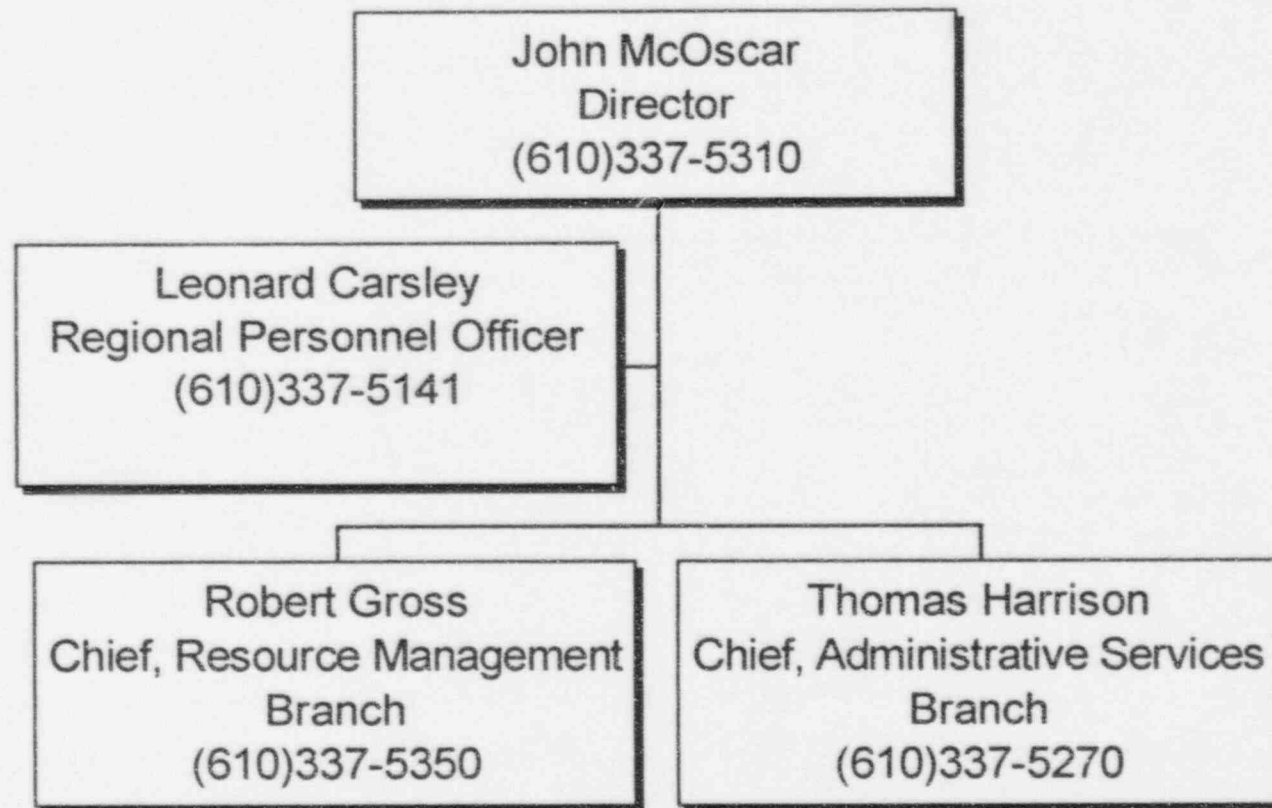 John McOscar
Director
(610)337-5310
Leonard Carsley
Regional Personnel Officer
(610)337-5141
Robert Gross
Chief, Resource Management
Branch
(610)337-5350
Thomas Harrison
Chief, Administrative Services
Branch
(610)337-5270